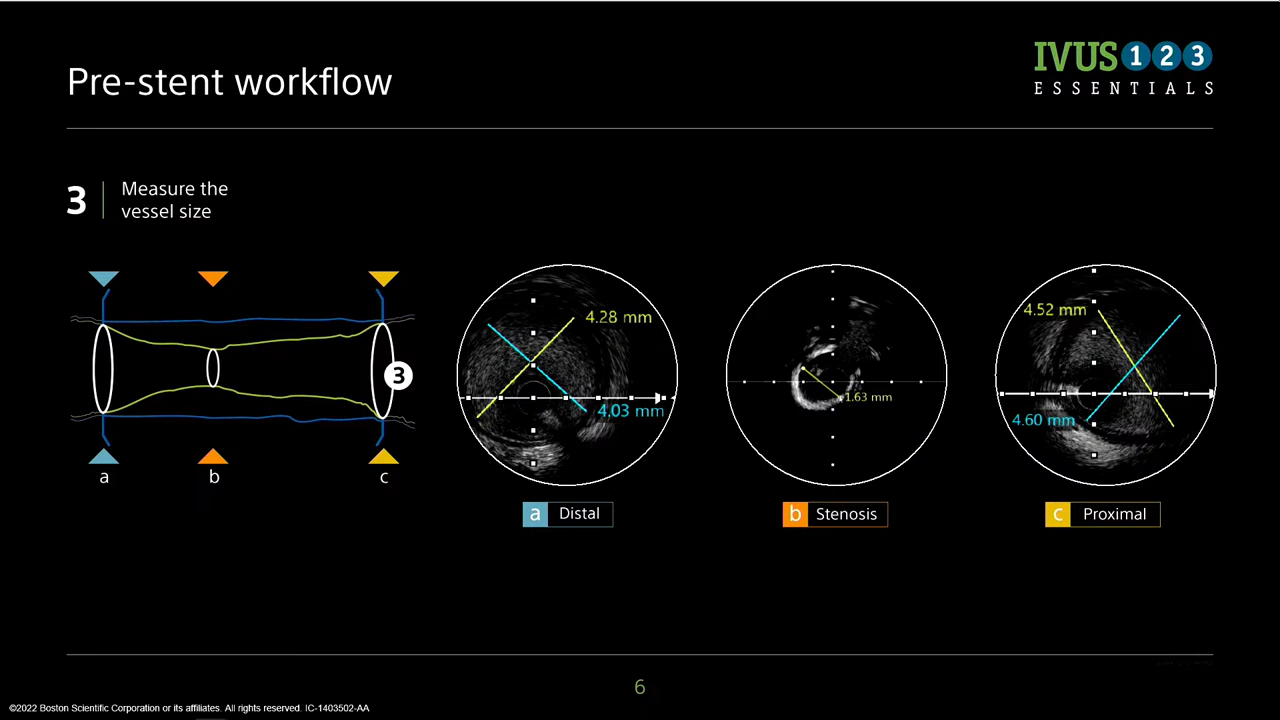 Pre-stent workflow
IVUS 1 2 3
ESSENTIALS
3
Measure the
vessel size
4.28 mm
4.03 mm
1.63 mm
4.52 mm
4.60 mm
3
a
b
c
a Distal
b Stenosis
c Proximal
6
©2022 Boston Scientific Corporation or its affiliates. All rights reserved. IC-1403502-AA